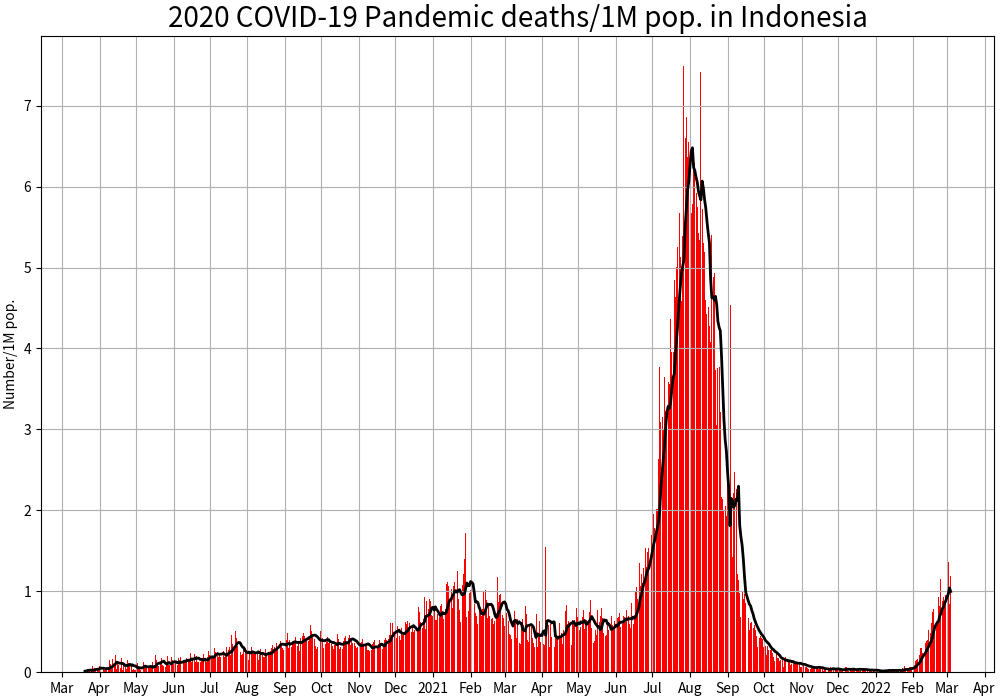 2020 COVID-19 Pandemic deaths/1M pop. in Indonesia
Number/1M pop.
7
6
5
4
3
2
1
0
Mar Apr May Jun Jul Aug Sep Oct Nov Dec 2021 Feb Mar Apr May Jun Jul Aug Sep Oct Nov Dec 2022 Feb Mar Apr